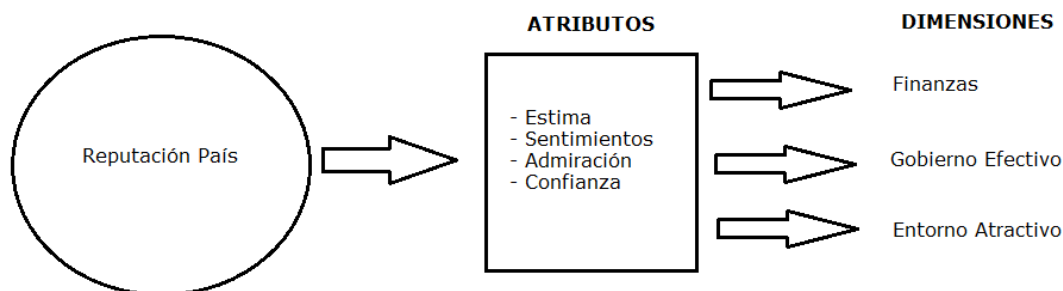 ATRIBUTOS
DIMENSIONES
Reputación País
- Estima
- Sentimientos
- Admiración
- Confianza
Finanzas
Gobierno Efectivo
Entorno Atractivo